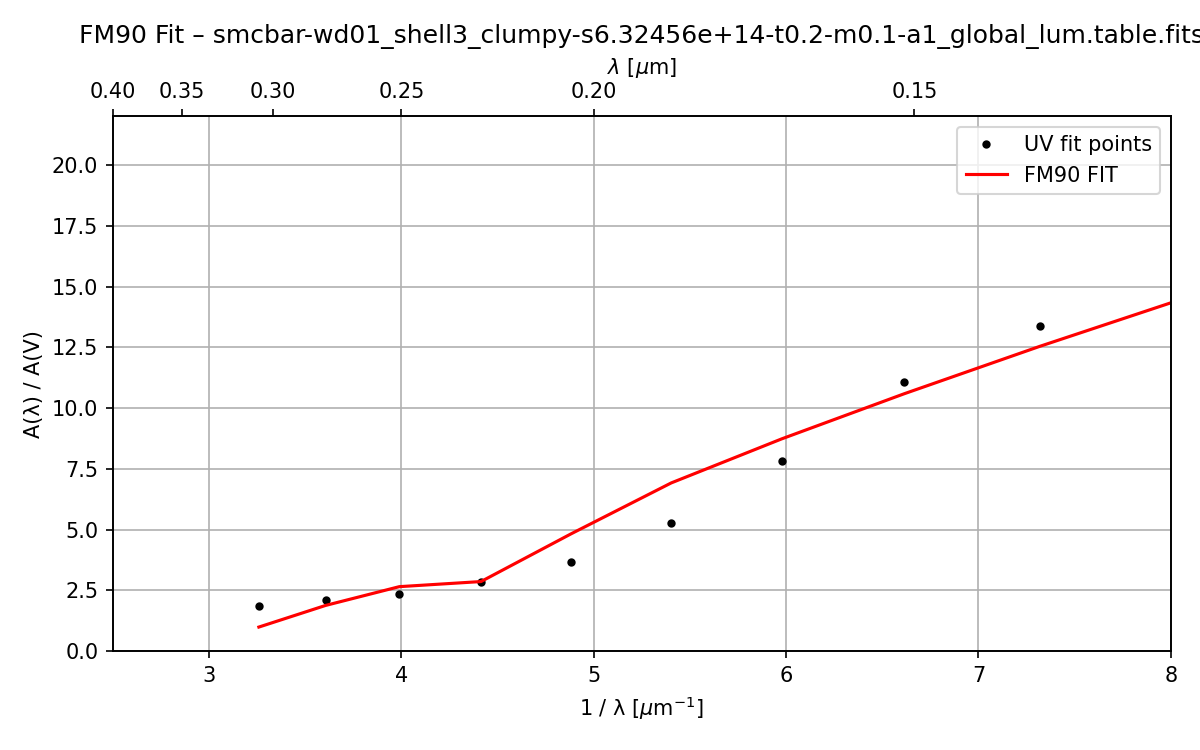 FM90 Fit – smcbar-wd01_shell3_clumpy-s6.32456e+14-t0.2-m0.1-a1_global_lum.table.fits
λ [μm]
0.40 0.35 0.30 0.25 0.20 0.15
UV fit points
FM90 FIT
20.0
17.5
15.0
12.5
10.0
7.5
5.0
2.5
0.0
A(λ) / A(V)
3 4 5 6 7 8
1 / λ [μm⁻¹]